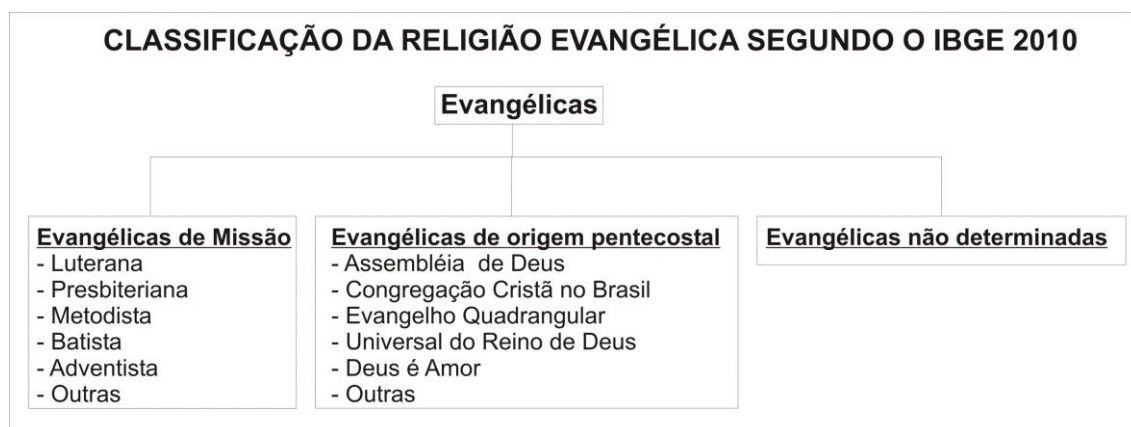 CLASSIFICAÇÃO DA RELIGIÃO EVANGÉLICA SEGUNDO O IBGE 2010
Evangélicas
Evangélicas de Missão
- Luterana
- Presbiteriana
- Metodista
- Batista
- Adventista
- Outras
Evangélicas de origem pentecostal
- Assembléia de Deus
- Congregação Cristã no Brasil
- Evangelho Quadrangular
- Universal do Reino de Deus
- Deus é Amor
- Outras
Evangélicas não determinadas